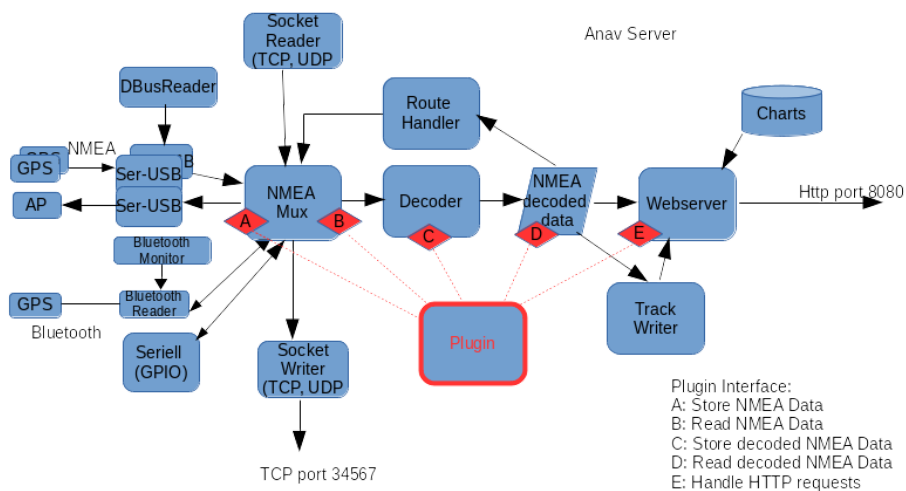 Anav Server
Socket
Reader
(TCP, UDP
DBusReader
Route
Handler
Charts
NMEA
GPS
Ser-USB
AP
Ser-USB
NMEA
Mux
Decoder
NMEA
decoded
data
Webserver
Http port 8080
A
B
C
D
E
Bluetooth
Monitor
GPS
Bluetooth
Reader
Bluetooth
Seriell
(GPIO)
Socket
Writer
(TCP, UDP
Plugin
Track
Writer
TCP port 34567
Plugin Interface:
A: Store NMEA Data
B: Read NMEA Data
C: Store decoded NMEA Data
D: Read decoded NMEA Data
E: Handle HTTP requests